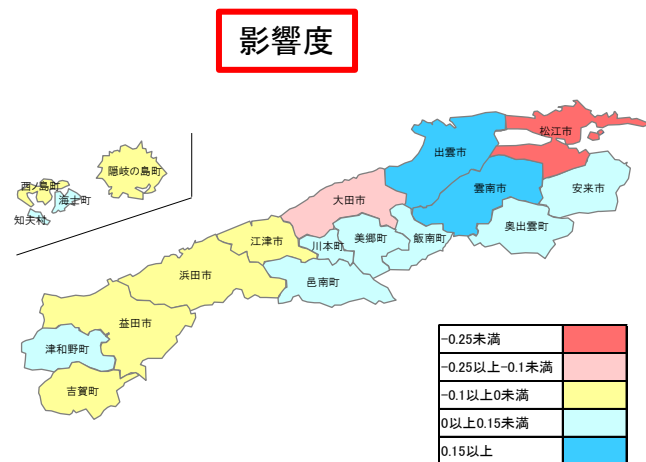 影響度
松江市
出雲市
隠岐の島町
西ノ島町
海士町
知夫村
雲南市
安来市
大田市
奥出雲町
江津市
川本町
美郷町
飯南町
浜田市
邑南町
益田市
津和野町
吉賀町
-0.25未満
-0.25以上-0.1未満
-0.1以上0未満
0以上0.15未満
0.15以上